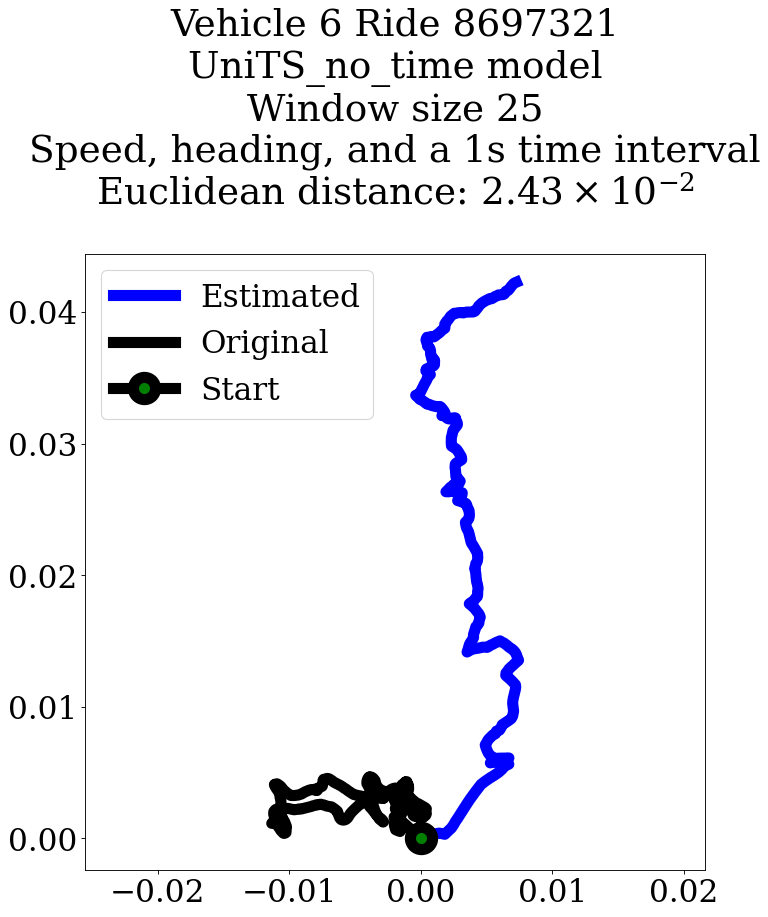 Vehicle 6 Ride 8697321
UniTS_no_time model
Window size 25
Speed, heading, and a 1s time interval
Euclidean distance: 2.43 × 10⁻²
Estimated
Original
Start
0.04
0.03
0.02
0.01
0.00
−0.02
−0.01
0.00
0.01
0.02